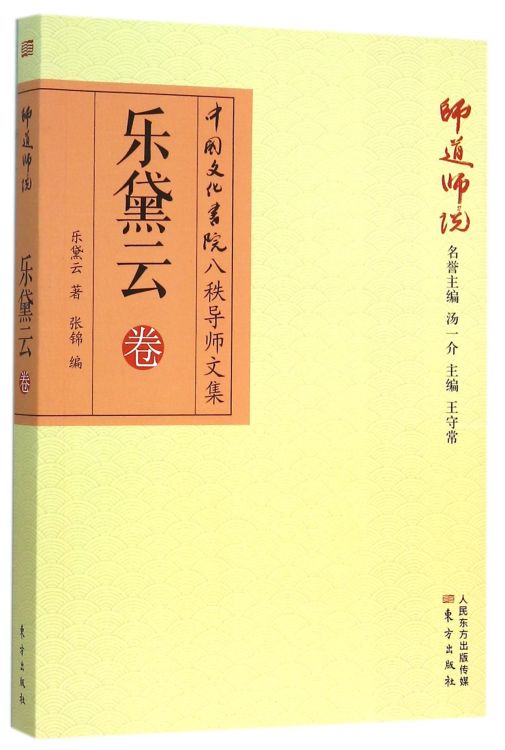 師道師說
乐黛云
卷
東方出版社
中国文化書院八秩导师文集
乐黛云
卷
乐黛云 著 张锦 编
師道師說
名誉主编 汤一介 主编 王守常
人民东方出版传媒
東方出版社